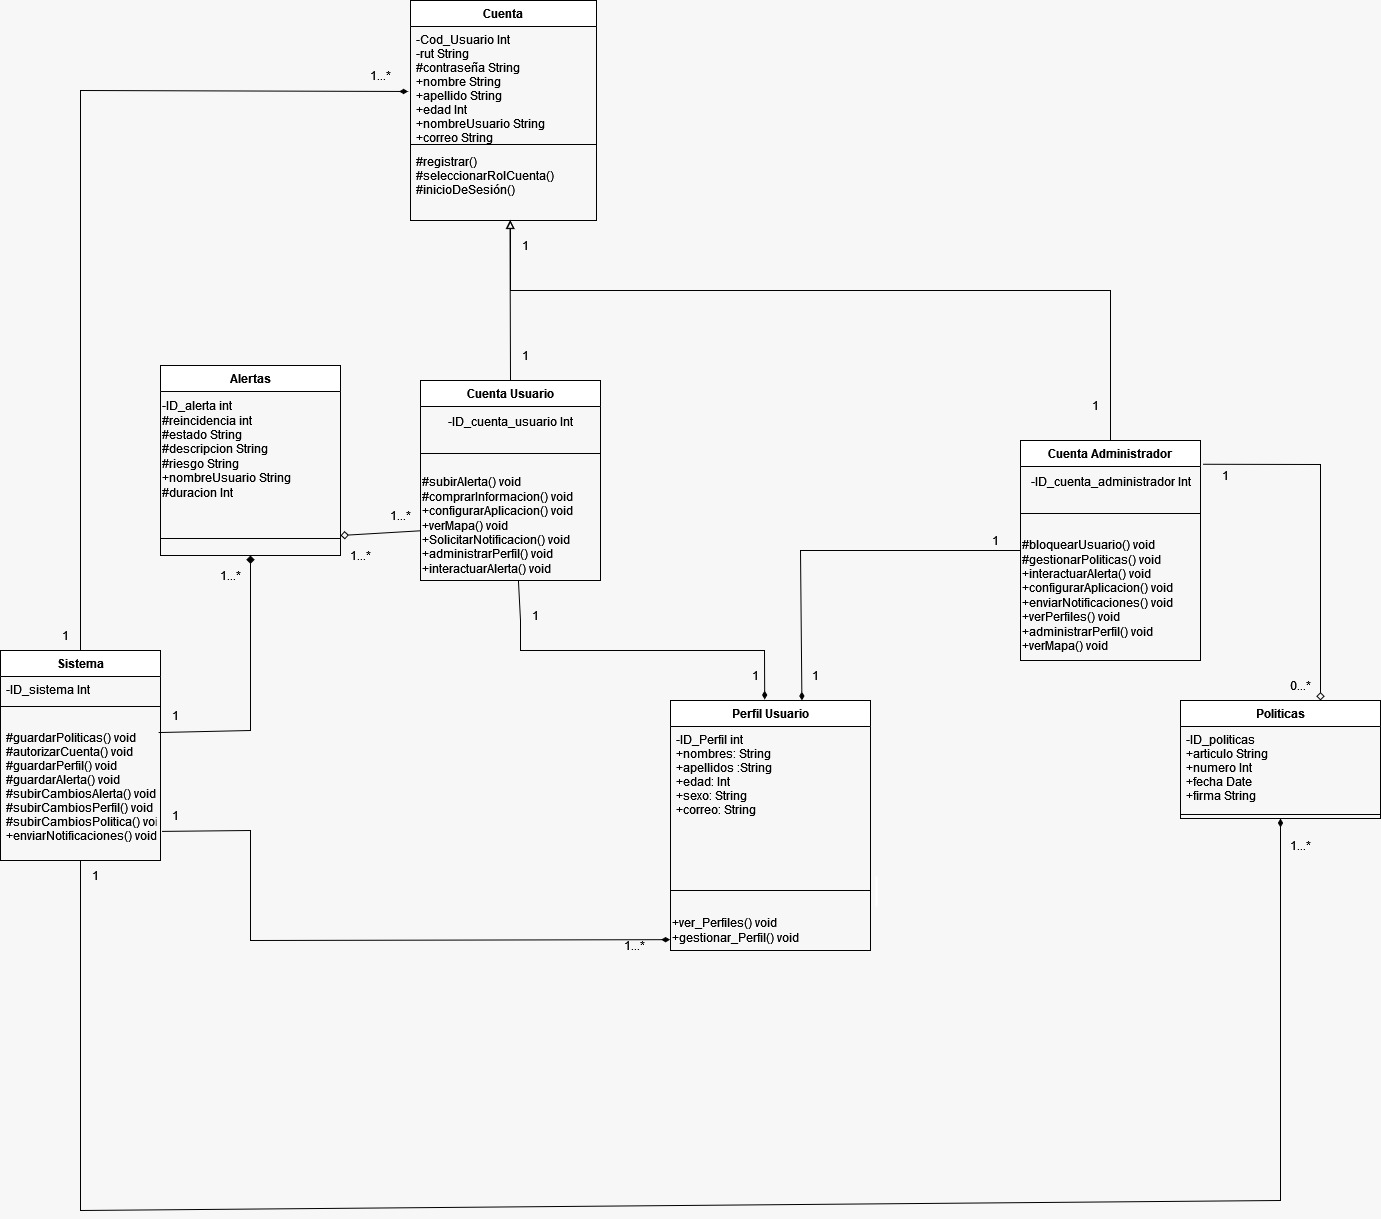 Cuenta
-Cod_Usuario Int
-rut String
#contraseña String
+nombre String
+apellido String
+edad Int
+nombreUsuario String
+correo String
#registrar()
#seleccionarRolCuenta()
#inicioDeSesión()
1...*
1
1
1
Alertas
-ID_alerta int
#reincidencia int
#estado String
#descripcion String
#riesgo String
+nombreUsuario String
#duracion Int
1...*
1...*
1...*
Cuenta Usuario
-ID_cuenta_usuario Int
#subirAlerta() void
#comprarInformacion() void
+configurarAplicacion() void
+verMapa() void
+SolicitarNotificacion() void
+administrarPerfil() void
+interactuarAlerta() void
1
Cuenta Administrador
-ID_cuenta_administrador Int
#bloquearUsuario() void
#gestionarPoliticas() void
+interactuarAlerta() void
+configurarAplicacion() void
+enviarNotificaciones() void
+verPerfiles() void
+administrarPerfil() void
+verMapa() void
1
1
1
1
0...*
1
Sistema
-ID_sistema Int
#guardarPoliticas() void
#autorizarCuenta() void
#guardarPerfil() void
#guardarAlerta() void
#subirCambiosAlerta() void
#subirCambiosPerfil() void
#subirCambiosPolitica() voi
+enviarNotificaciones() void
1
1
1
Perfil Usuario
-ID_Perfil int
+nombres: String
+apellidos :String
+edad: Int
+sexo: String
+correo: String
+ver_Perfiles() void
+gestionar_Perfil() void
1...*
Politicas
-ID_politicas
+articulo String
+numero Int
+fecha Date
+firma String
1...*